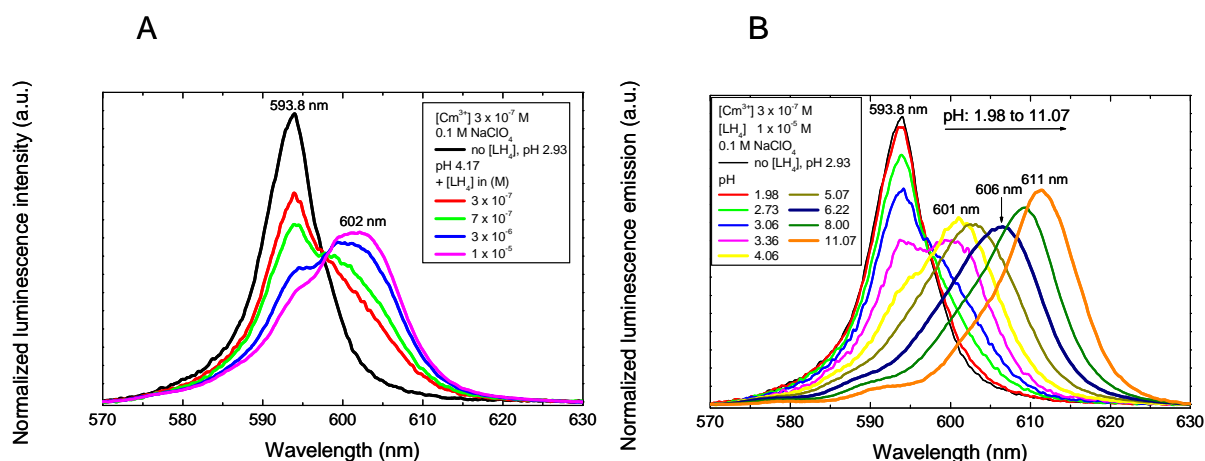 A
Normalized luminescence intensity (a.u.)
593.8 nm
602 nm
[Cm³⁺] 3 x 10⁻⁷ M
0.1 M NaClO₄
no [LH₄], pH 2.93
pH 4.17
+ [LH₄] in (M)
3 x 10⁻⁷
7 x 10⁻⁷
3 x 10⁻⁶
1 x 10⁻⁵
570 580 590 600 610 620 630
Wavelength (nm)
B
Normalized luminescence emission (a.u.)
[Cm³⁺] 3 x 10⁻⁷ M
[LH₄] 1 x 10⁻⁵ M
0.1 M NaClO₄
no [LH₄], pH 2.93
pH
1.98 5.07
2.73 6.22
3.06 8.00
3.36 11.07
4.06
593.8 nm
pH: 1.98 to 11.07
601 nm
606 nm
611 nm
570 580 590 600 610 620 630
Wavelength (nm)